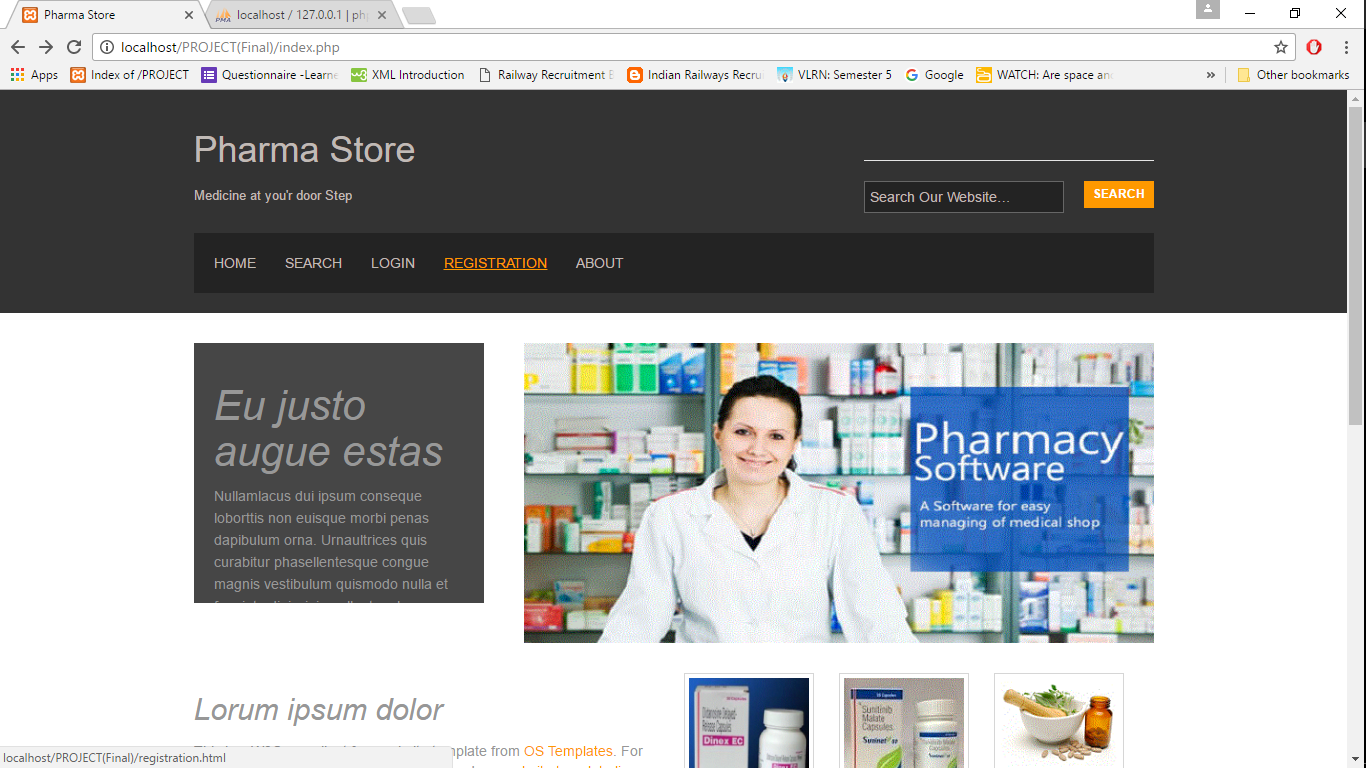 Pharma Store
localhost / 127.0.0.1 | ph
localhost/PROJECT(Final)/index.php
Apps
Index of /PROJECT
Questionnaire -Learne
XML Introduction
Railway Recruitment
Indian Railways Recru
VLRN: Semester 5
Google
WATCH: Are space an
»
Other bookmarks
Pharma Store
Medicine at you'r door Step
Search Our Website...
SEARCH
HOME
SEARCH
LOGIN
REGISTRATION
ABOUT
Eu justo
augue estas
Nullamlacus dui ipsum conseque
loborttis non euisque morbi penas
dapibulum orna. Urnaultrices quis
curabitur phasellentesque congue
magnis vestibulum quismodo nulla et
Pharmacy
Software
A Software for easy
managing of medical shop
Lorum ipsum dolor
template from OS Templates. For
Dinex EC
Sunitinib
Malate
Capsules
Suninat
localhost/PROJECT(Final)/registration.html